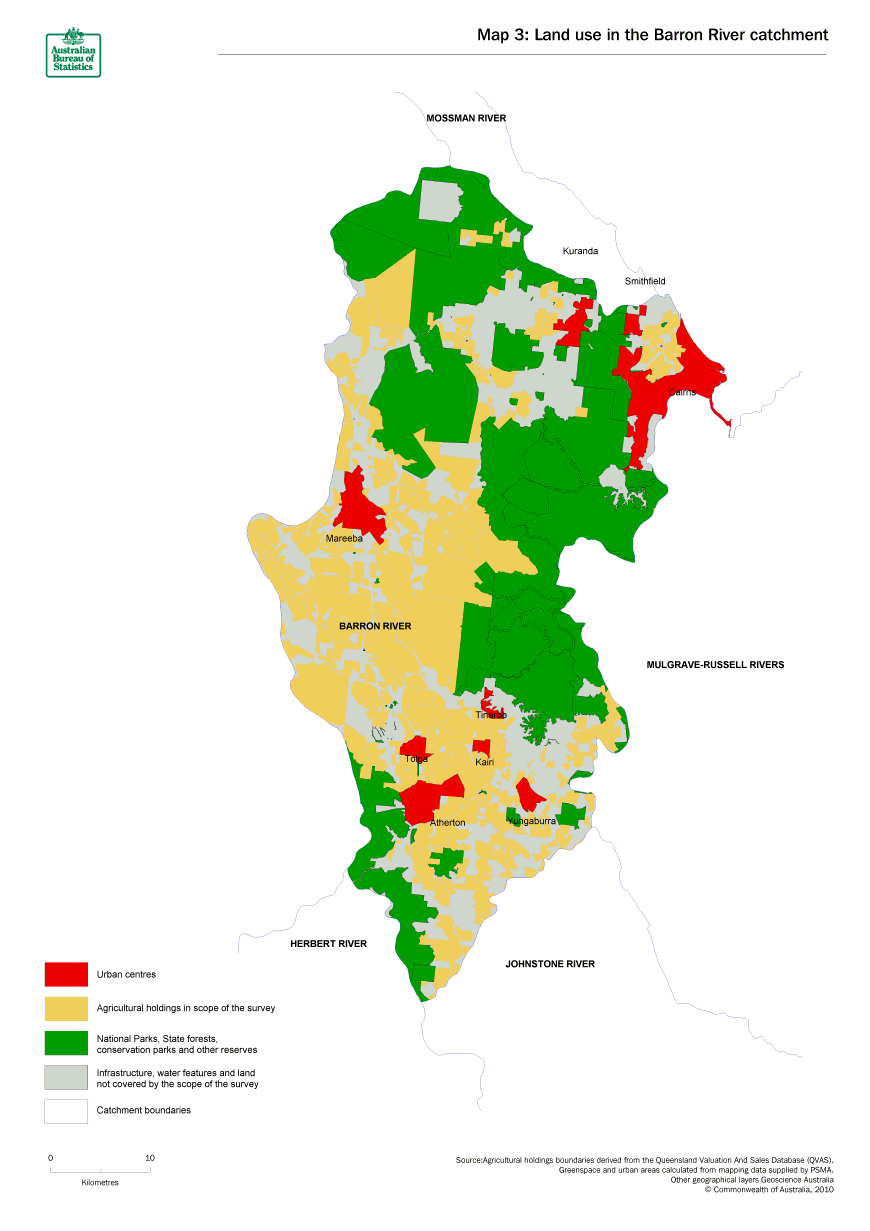 Australian
Bureau of
Statistics
Map 3: Land use in the Barron River catchment
MOSSMAN RIVER
Kuranda
Smithfield
Cairns
Mareeba
BARRON RIVER
MULGRAVE-RUSSELL RIVERS
Tinaroo
Tolga
Kairi
Atherton
Yungaburra
HERBERT RIVER
JOHNSTONE RIVER
Urban centres
Agricultural holdings in scope of the survey
National Parks, State forests,
conservation parks and other reserves
Infrastructure, water features and land
not covered by the scope of the survey
Catchment boundaries
0 10
Kilometres
Source:Agricultural holdings boundaries derived from the Queensland Valuation And Sales Database (QVAS).
Greenspace and urban areas calculated from mapping data supplied by PSMA.
Other geographical layers Geoscience Australia
© Commonwealth of Australia, 2010